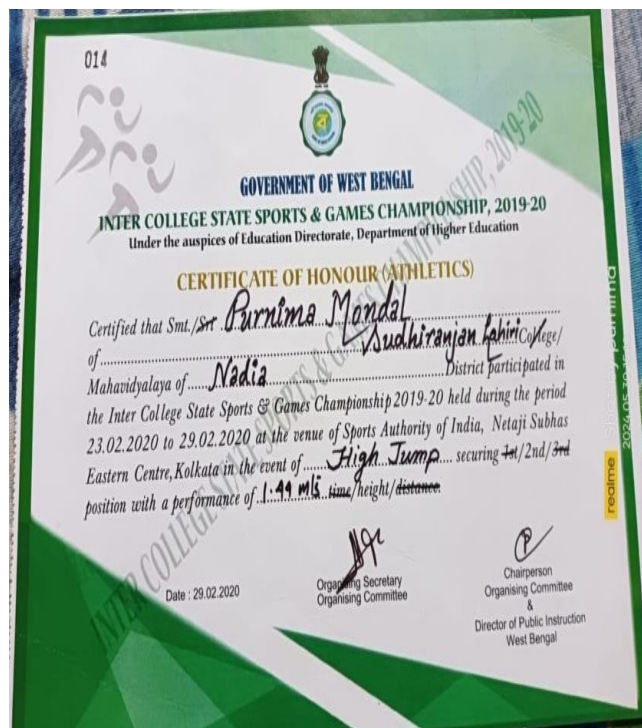 014
GOVERNMENT OF WEST BENGAL
INTER COLLEGE STATE SPORTS & GAMES CHAMPIONSHIP, 2019-20
Under the auspices of Education Directorate, Department of Higher Education
CERTIFICATE OF HONOUR (ATHLETICS)
Certified that Smt./Sri Purnima Mondal
of Sudhiranjan Lahiri College/
Mahavidyalaya of Nadia District participated in
the Inter College State Sports & Games Championship 2019-20 held during the period
23.02.2020 to 29.02.2020 at the venue of Sports Authority of India, Netaji Subhas
Eastern Centre, Kolkata in the event of High Jump securing 1st/2nd/3rd
position with a performance of 1.44 mts time/height/distance.
Date : 29.02.2020
Organising Secretary
Organising Committee
Chairperson
Organising Committee
&
Director of Public Instruction
West Bengal
INTER COLLEGE STATE SPORTS & GAMES CHAMPIONSHIP, 2019-20
realme